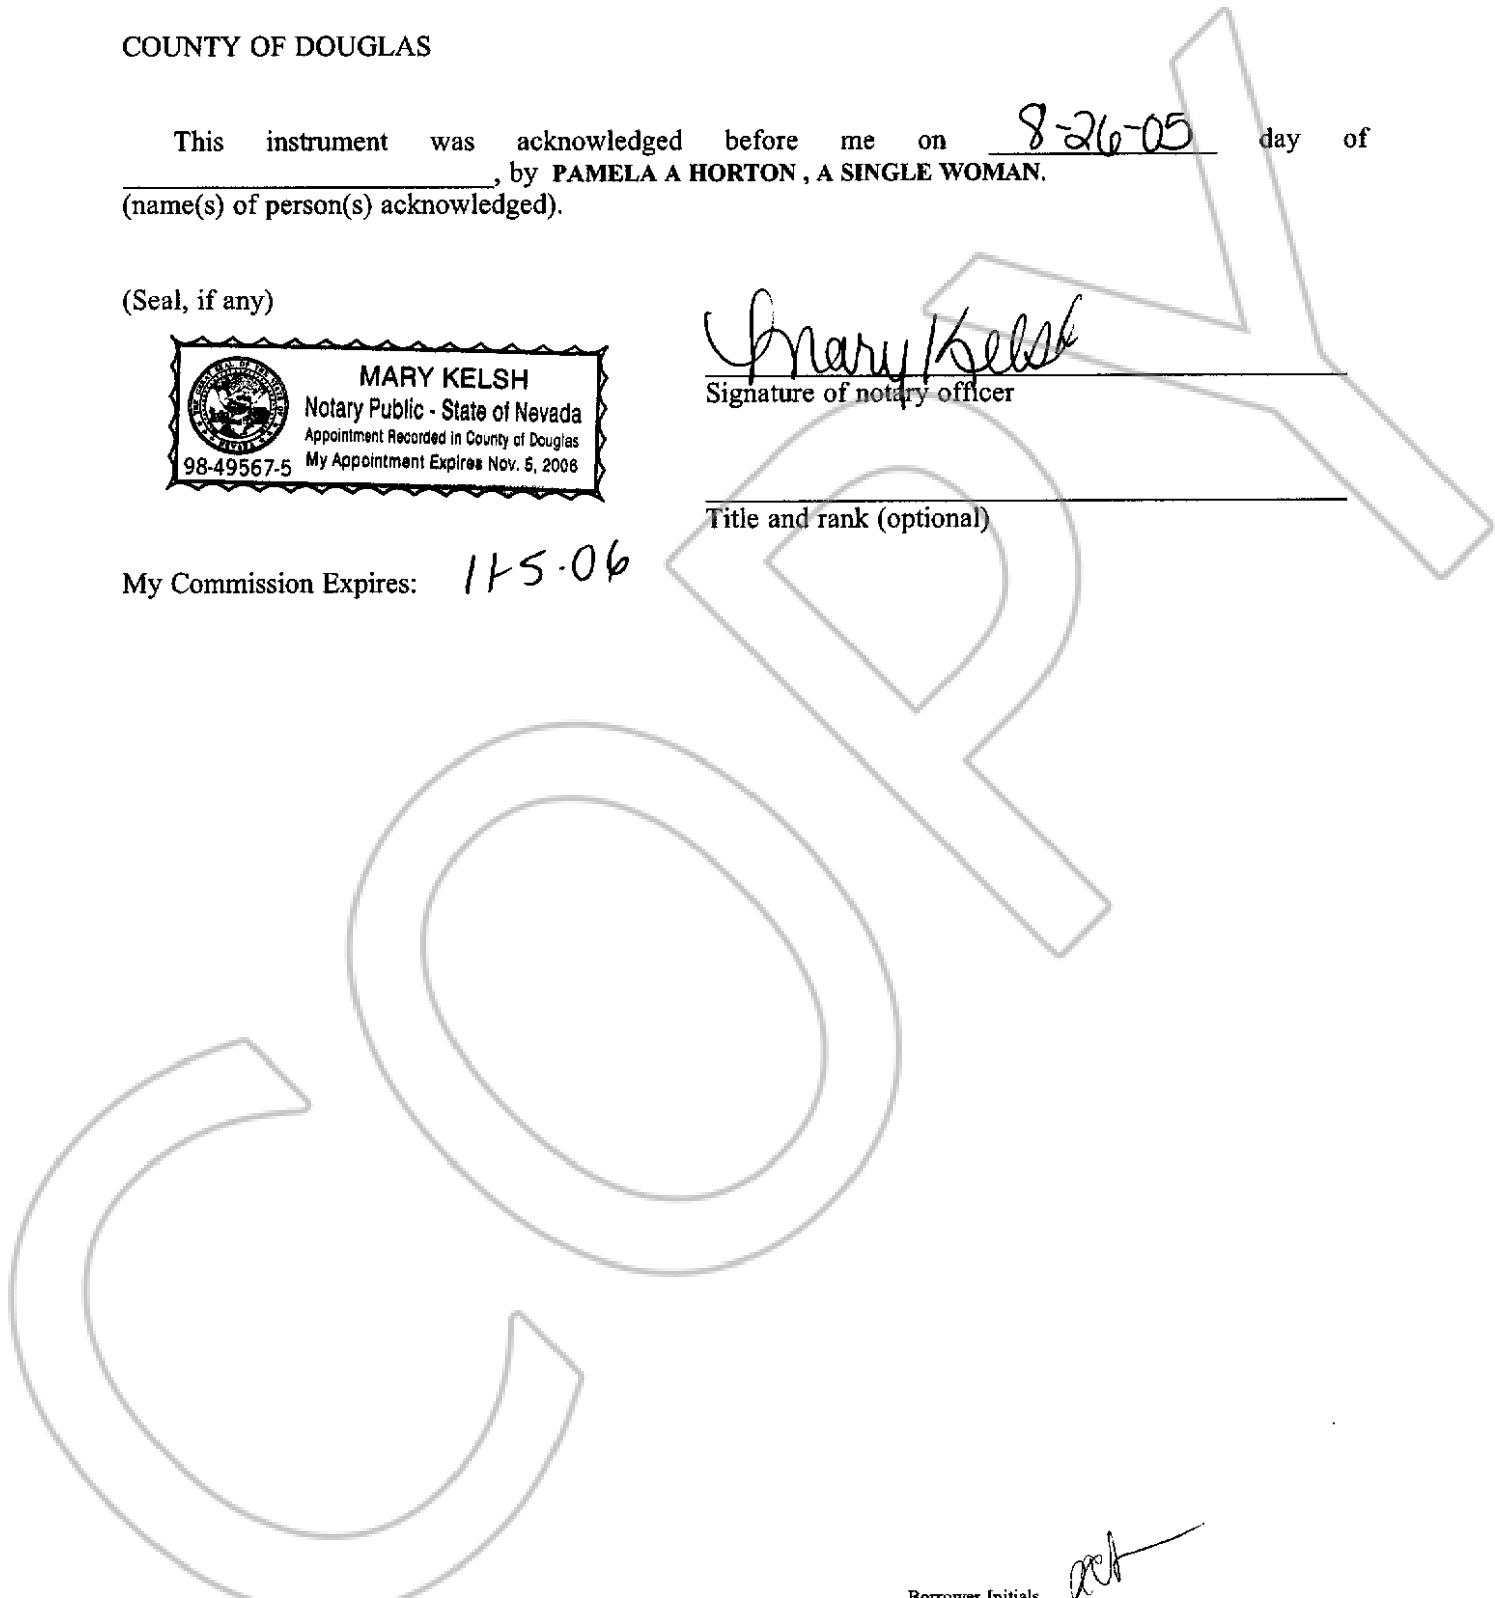 COUNTY OF DOUGLAS
This instrument was acknowledged before me on 8-26-05 day of
____________________, by PAMELA A HORTON , A SINGLE WOMAN.
(name(s) of person(s) acknowledged).
(Seal, if any)
MARY KELSH
Notary Public - State of Nevada
Appointment Recorded in County of Douglas
98-49567-5 My Appointment Expires Nov. 5, 2006
Mary Kelsh
Signature of notary officer
Title and rank (optional)
My Commission Expires: 11-5-06
COPY
Borrower Initials